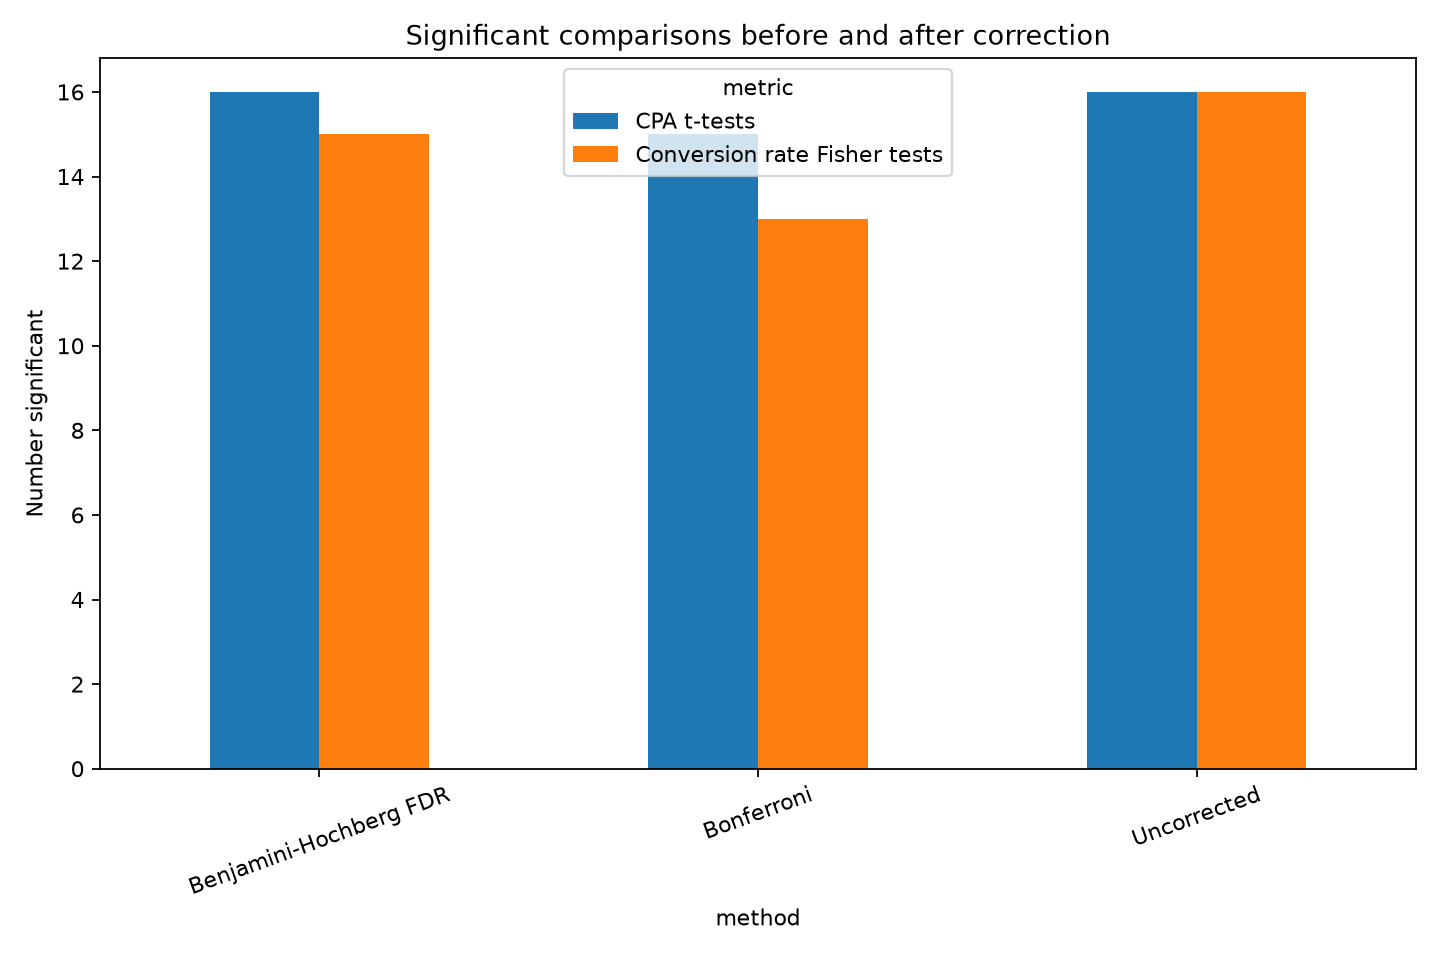 Significant comparisons before and after correction
metric
CPA t-tests
Conversion rate Fisher tests
Number significant
16
14
12
10
8
6
4
2
0
Benjamini-Hochberg FDR
Bonferroni
Uncorrected
method